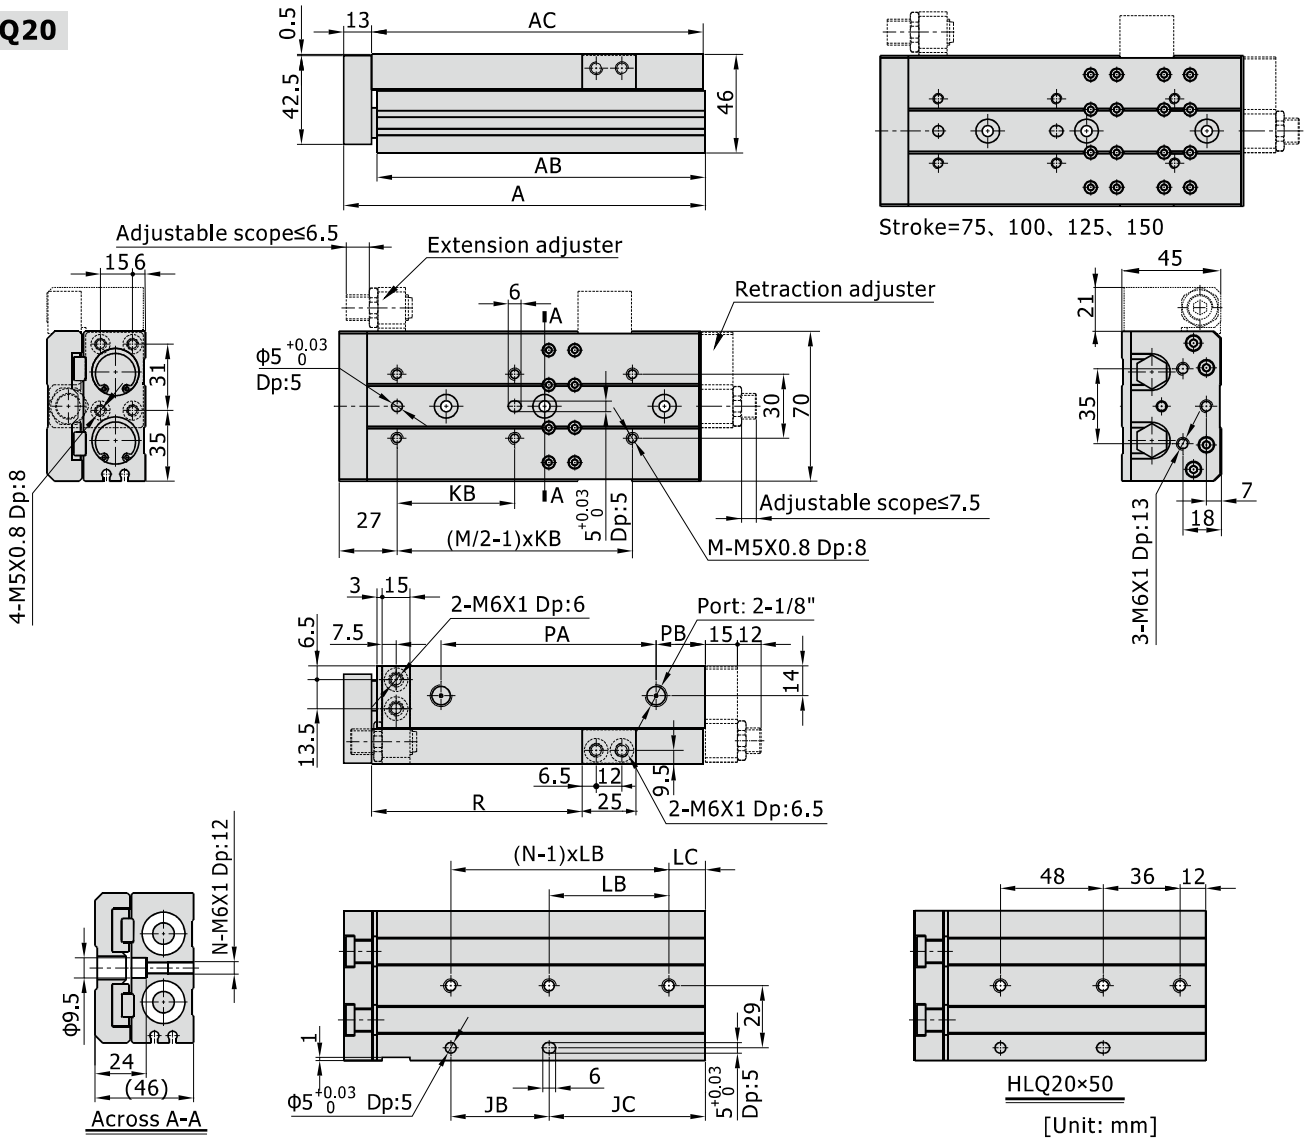 Q20
0.5
13
AC
42.5
46
AB
A
Stroke=75、100、125、150
Adjustable scope≤6.5
Extension adjuster
Retraction adjuster
15 6
31
35
4-M5X0.8 Dp:8
6
A
Φ5 +0.03 0
Dp:5
30
70
KB
A
27
(M/2-1)xKB
5 +0.03 0
Dp:5
Adjustable scope≤7.5
M-M5X0.8 Dp:8
45
21
35
7
18
3-M6X1 Dp:13
3 15
2-M6X1 Dp:6
Port: 2-1/8"
6.5
7.5
PA
PB
15 12
14
13.5
6.5
12
9.5
R
25
2-M6X1 Dp:6.5
N-M6X1 Dp:12
Φ9.5
24
(46)
Across A-A
(N-1)xLB
LC
LB
29
1
Φ5 +0.03 0 Dp:5
6
JB
JC
5 +0.03 0
Dp:5
48
36
12
HLQ20×50
[Unit: mm]